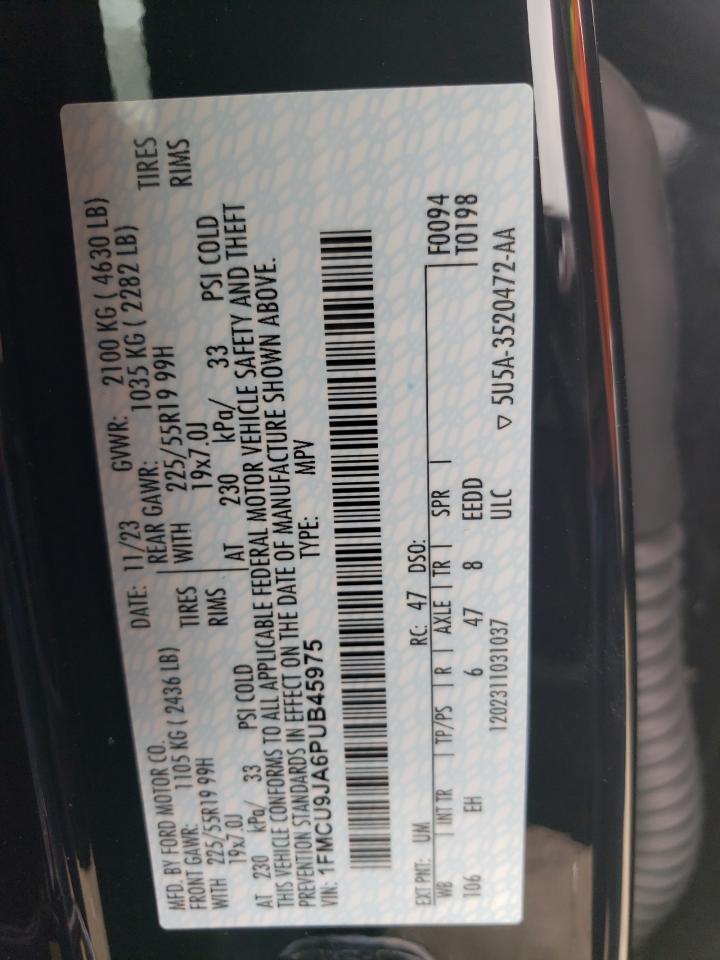 MFD. BY FORD MOTOR CO.
DATE: 11/23 GVWR: 2100 KG ( 4630 LB)
FRONT GAWR: 1105 KG ( 2436 LB) REAR GAWR: 1035 KG ( 2282 LB)
WITH 225/55R19 99H TIRES WITH 225/55R19 99H TIRES
19x7.0J RIMS 19x7.0J RIMS
AT 230 kPa/ 33 PSI COLD AT 230 kPa/ 33 PSI COLD
THIS VEHICLE CONFORMS TO ALL APPLICABLE FEDERAL MOTOR VEHICLE SAFETY AND THEFT
PREVENTION STANDARDS IN EFFECT ON THE DATE OF MANUFACTURE SHOWN ABOVE.
VIN: 1FMCU9JA6PUB45975 TYPE: MPV
EXT PNT: UM RC: 47 DSO:
WB INT TR TP/PS R AXLE TR SPR F0094
106 EH 6 47 8 EEDD T0198
1202311031037 ULC
▽ 5U5A-3520472-AA